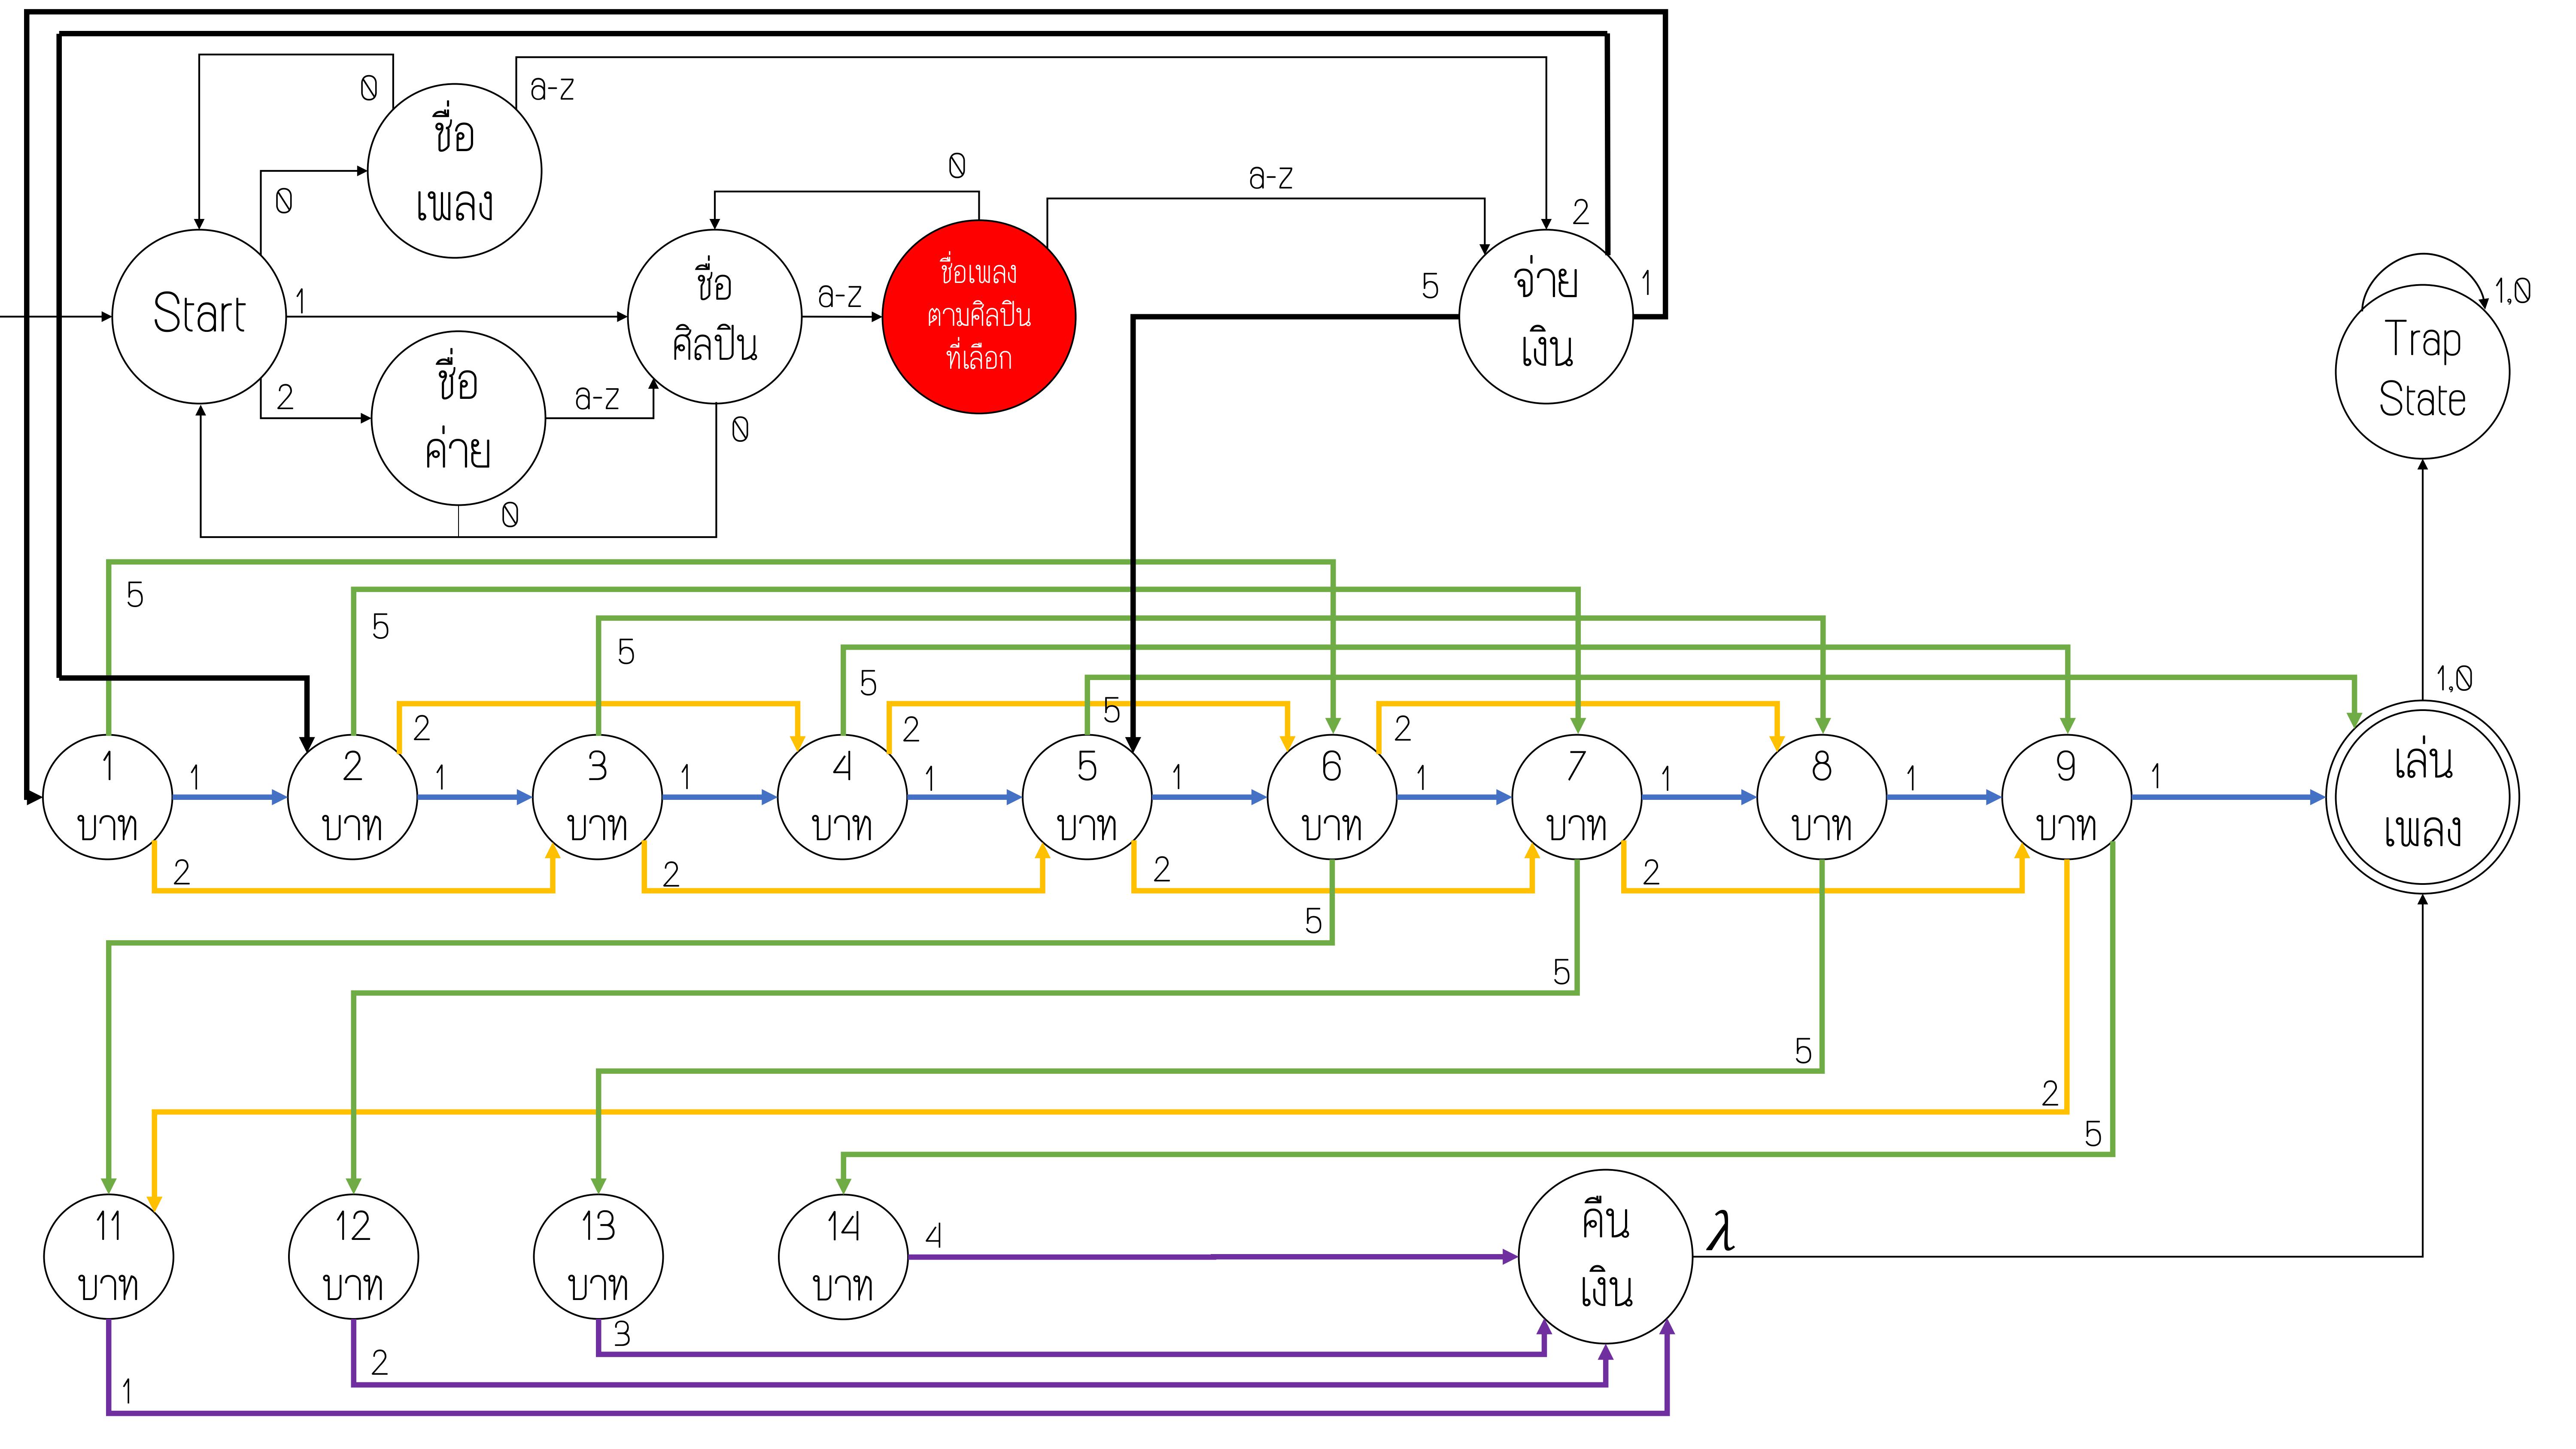 0
a-z
ชื่อ
เพลง
0
0
a-z
2
Start
1
ชื่อ
ศิลปิน
a-z
ชื่อเพลง
ตามศิลปิน
ที่เลือก
5
จ่าย
เงิน
1
2
ชื่อ
ค่าย
a-z
0
0
1,0
Trap
State
5
5
5
5
5
1,0
2
2
2
1
บาท
1
2
บาท
1
3
บาท
1
4
บาท
1
5
บาท
1
6
บาท
1
7
บาท
1
8
บาท
1
9
บาท
1
เล่น
เพลง
2
2
2
2
5
5
5
2
5
11
บาท
12
บาท
13
บาท
14
บาท
4
คืน
เงิน
λ
3
2
1